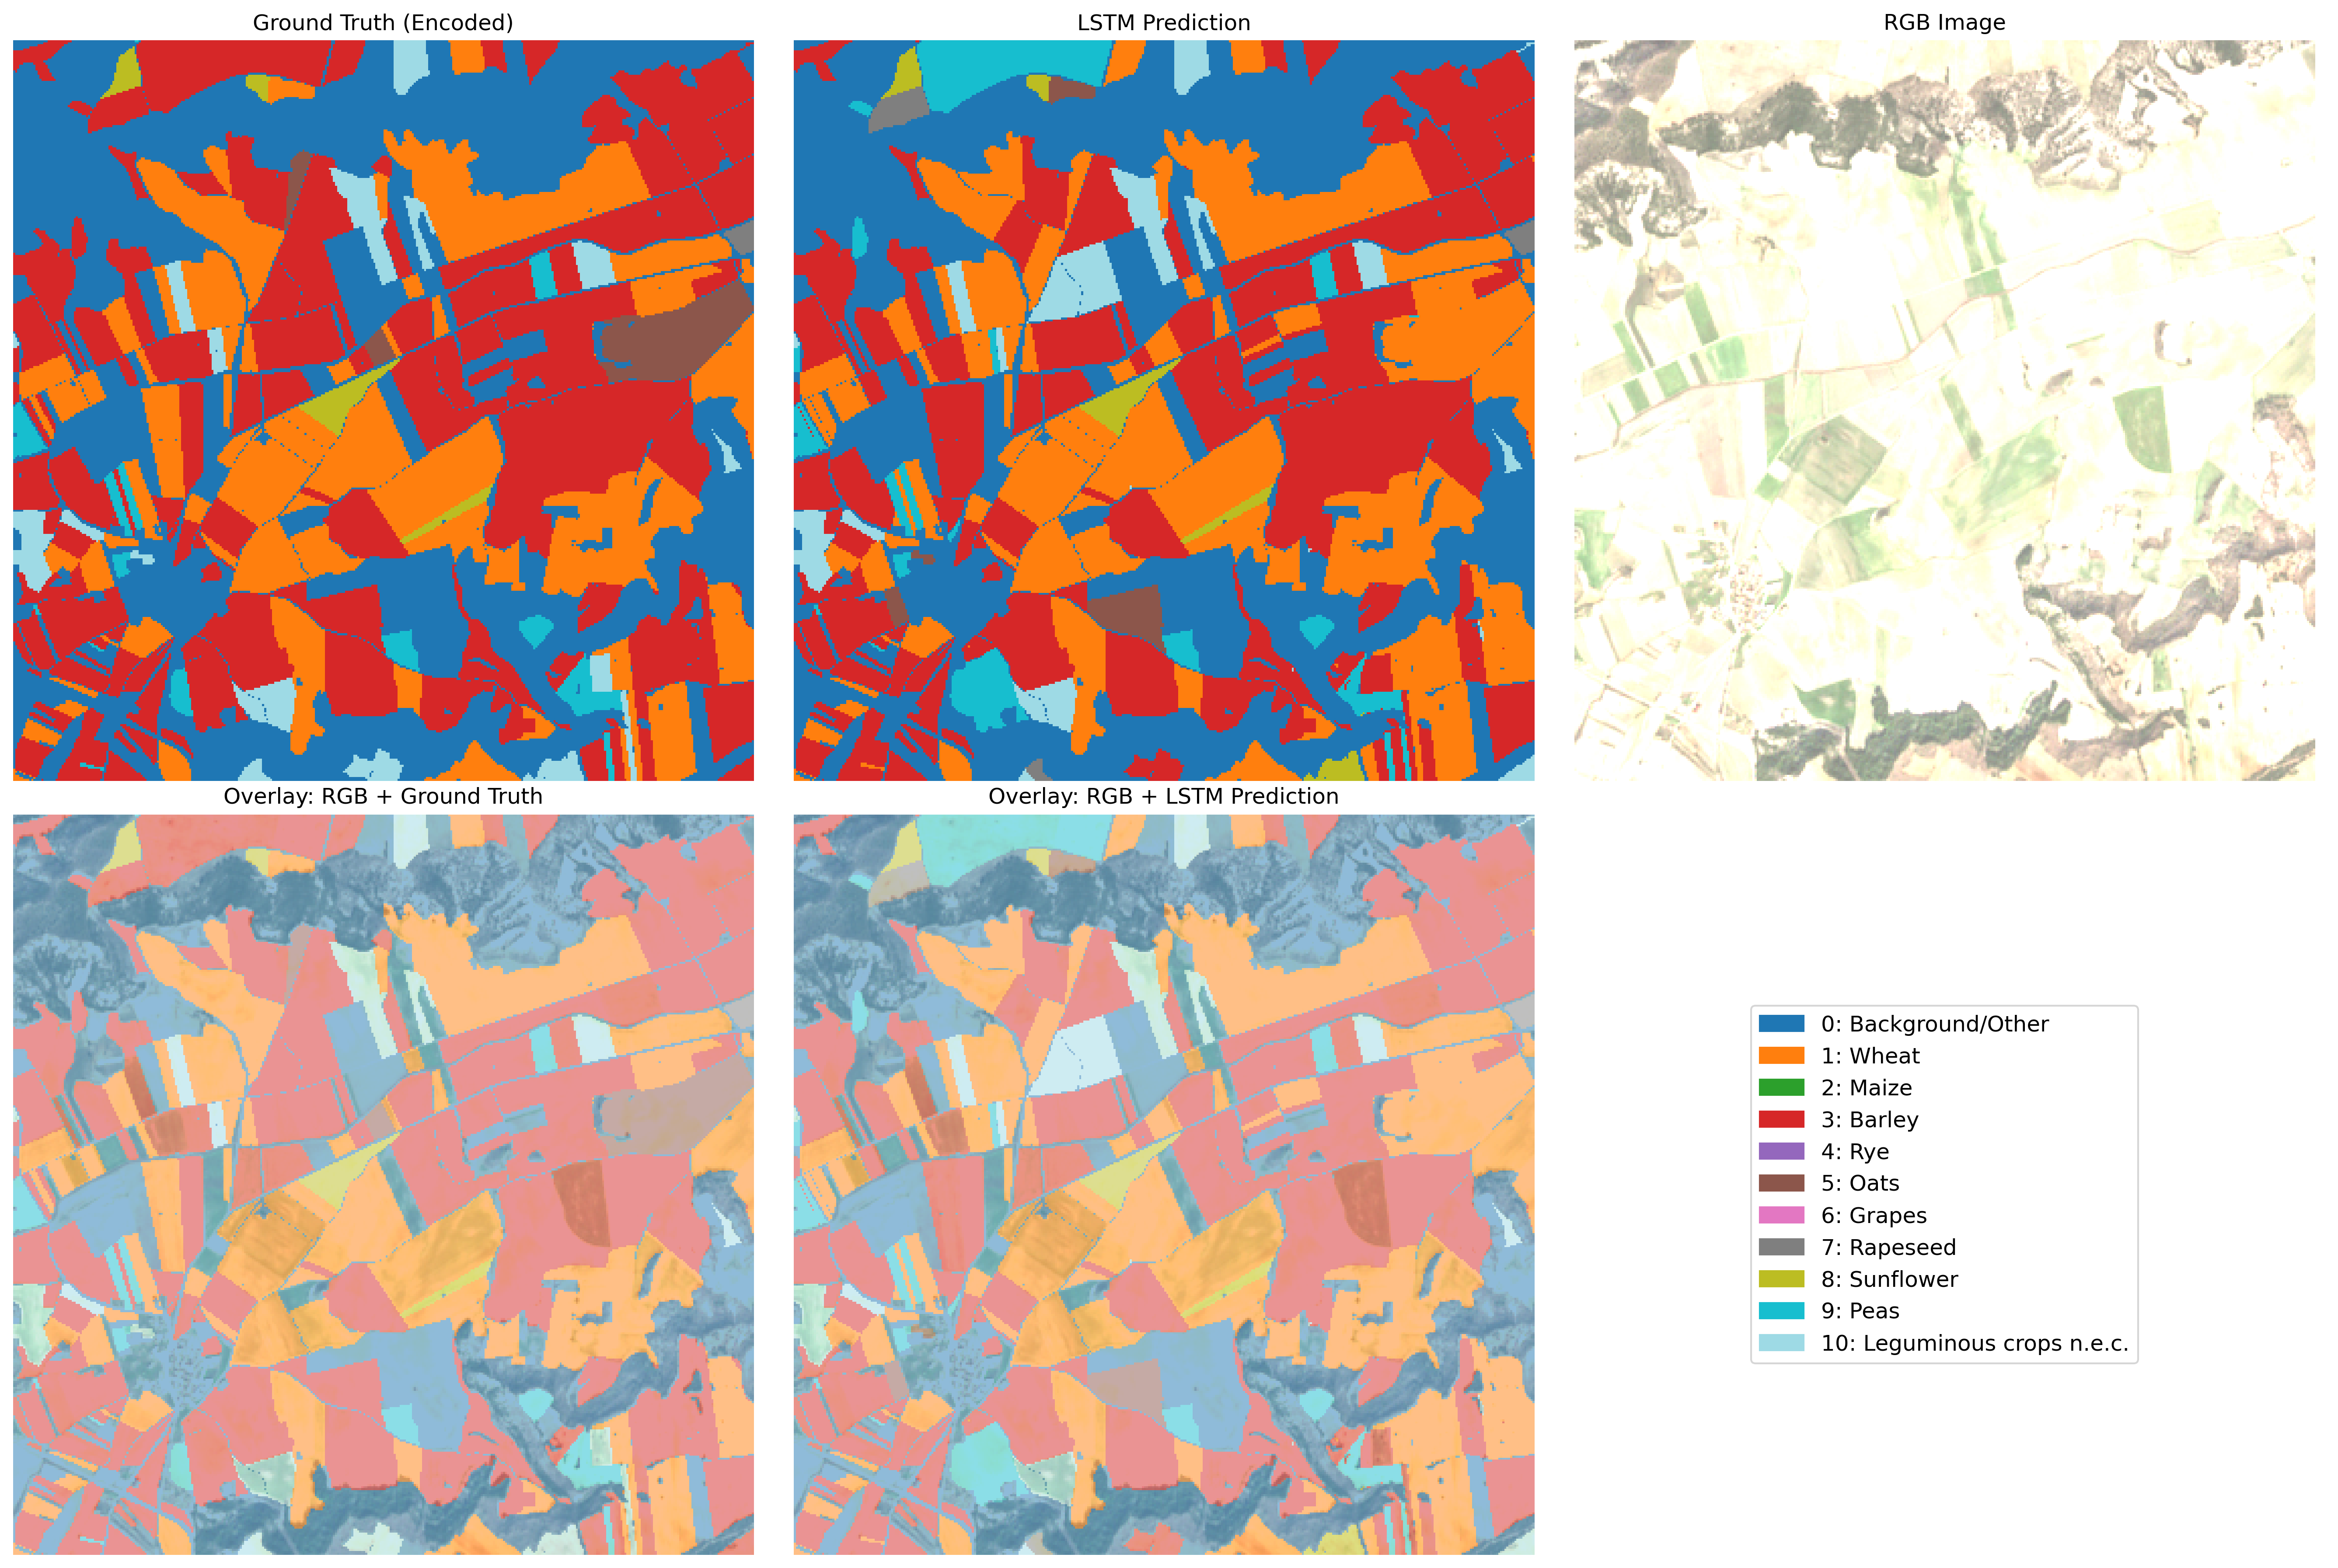 Ground Truth (Encoded)
LSTM Prediction
RGB Image
Overlay: RGB + Ground Truth
Overlay: RGB + LSTM Prediction
0: Background/Other
1: Wheat
2: Maize
3: Barley
4: Rye
5: Oats
6: Grapes
7: Rapeseed
8: Sunflower
9: Peas
10: Leguminous crops n.e.c.